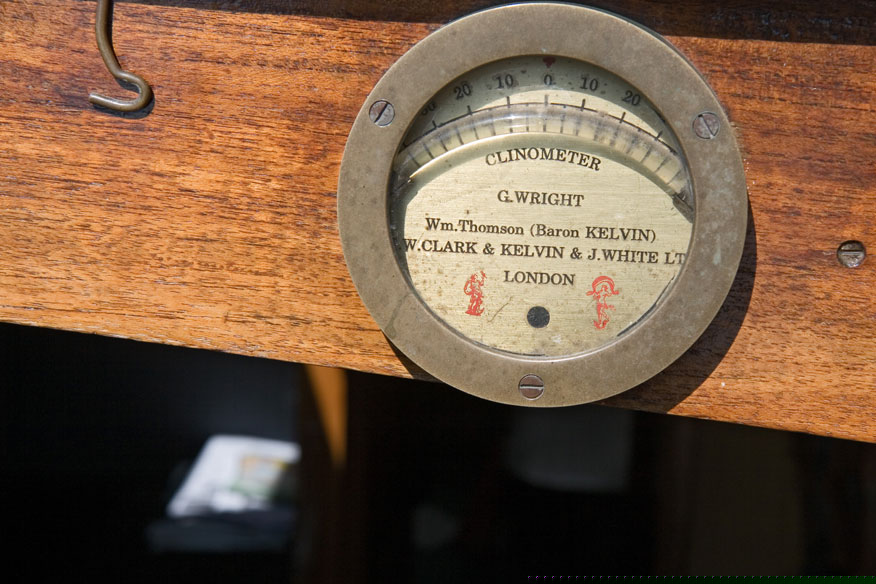 20 10 0 10 20
CLINOMETER
G.WRIGHT
Wm.Thomson (Baron KELVIN)
W.CLARK & KELVIN & J.WHITE LT
LONDON